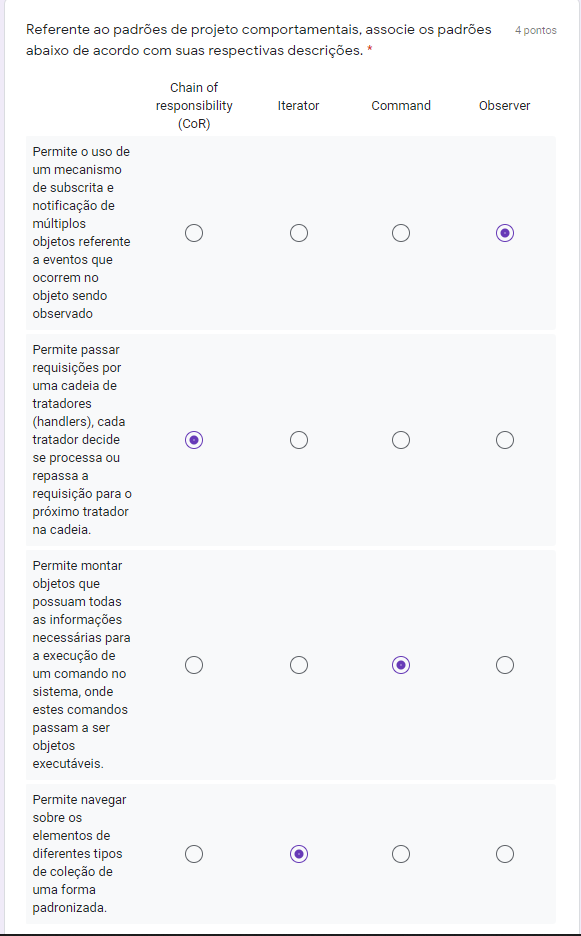 Referente ao padrões de projeto comportamentais, associe os padrões
4 pontos
abaixo de acordo com suas respectivas descrições. *
Chain of
responsibility
(CoR)
Iterator
Command
Observer
Permite o uso de
um mecanismo
de subscrita e
notificação de
múltiplos
objetos referente
a eventos que
ocorrem no
objeto sendo
observado
Permite passar
requisições por
uma cadeia de
tratadores
(handlers), cada
tratador decide
se processa ou
repassa a
requisição para o
próximo tratador
na cadeia.
Permite montar
objetos que
possuam todas
as informações
necessárias para
a execução de
um comando no
sistema, onde
estes comandos
passam a ser
objetos
executáveis.
Permite navegar
sobre os
elementos de
diferentes tipos
de coleção de
uma forma
padronizada.